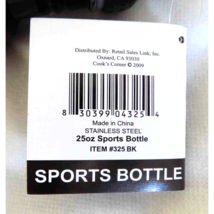 Distributed By: Retail Sales Link, Inc.
Oxnard, CA 93030
Cook's Corner © 2009
8 30399 04325 4
Made in China
STAINLESS STEEL
25oz Sports Bottle
ITEM #325 BK
SPORTS BOTTLE